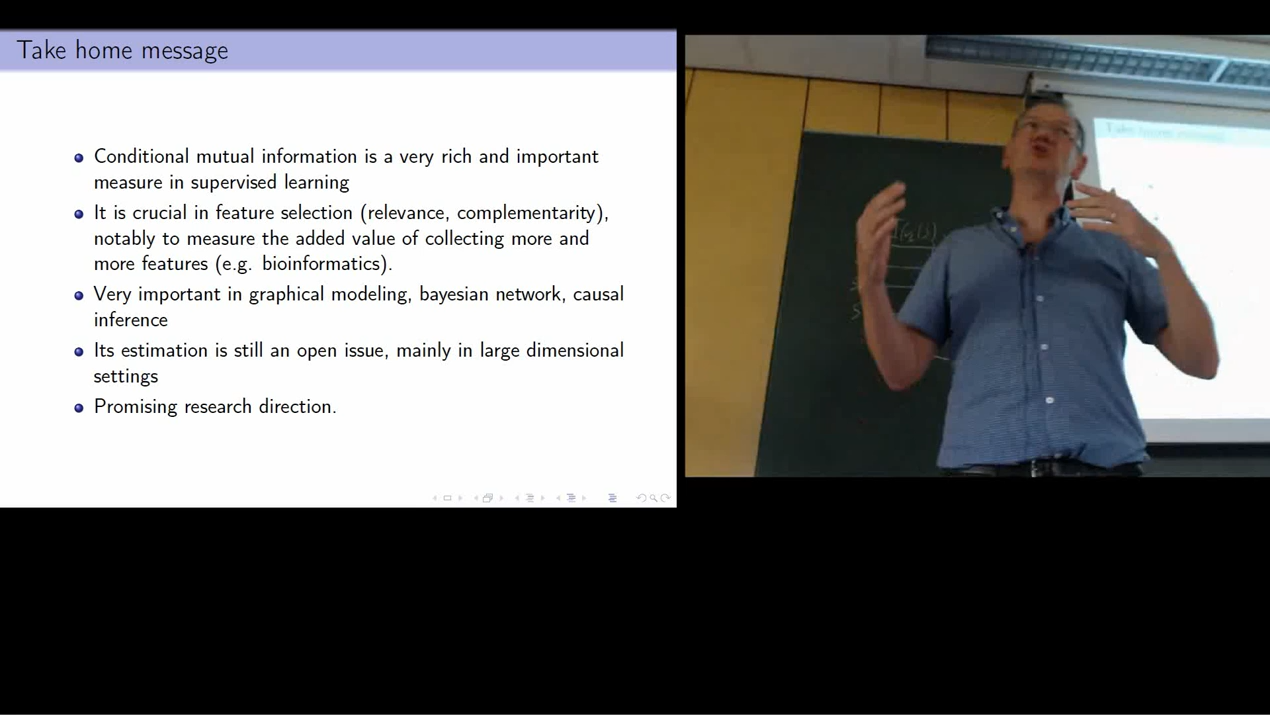 Take home message
Conditional mutual information is a very rich and important
measure in supervised learning
It is crucial in feature selection (relevance, complementarity),
notably to measure the added value of collecting more and
more features (e.g. bioinformatics).
Very important in graphical modeling, bayesian network, causal
inference
Its estimation is still an open issue, mainly in large dimensional
settings
Promising research direction.
Take home message